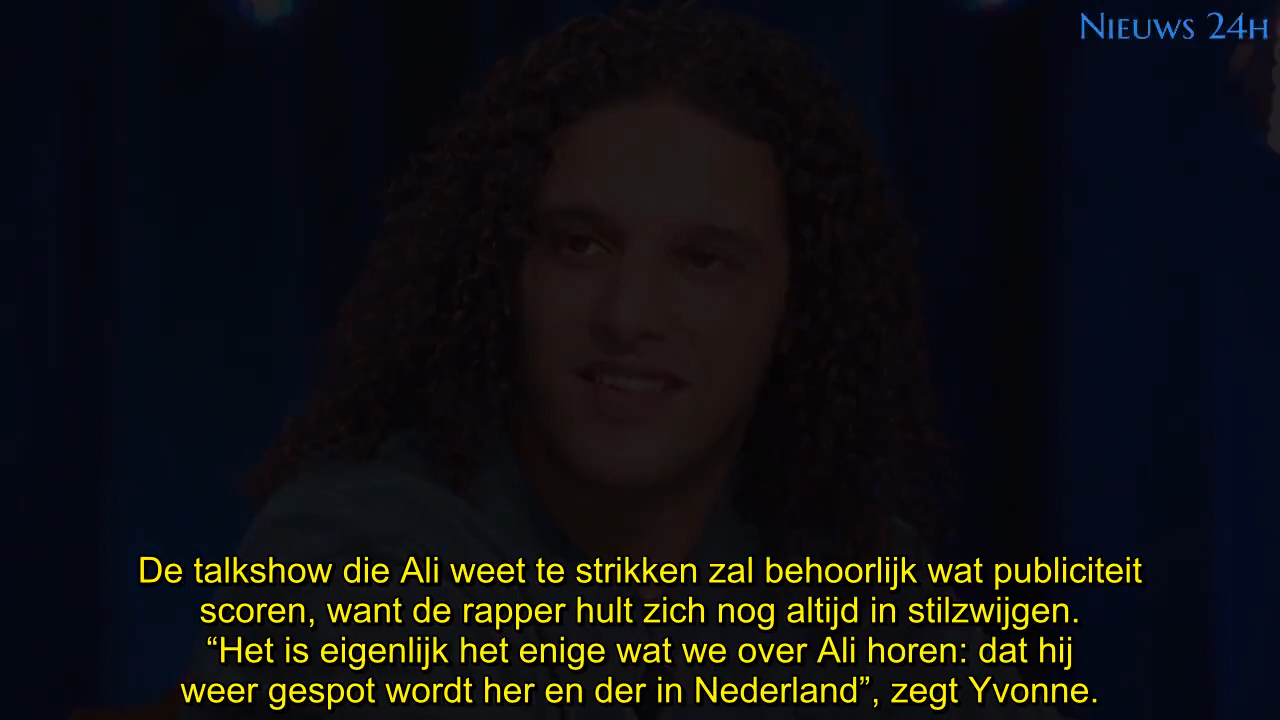 Nieuws 24h
De talkshow die Ali weet te strikken zal behoorlijk wat publiciteit
scoren, want de rapper hult zich nog altijd in stilzwijgen.
“Het is eigenlijk het enige wat we over Ali horen: dat hij
weer gespot wordt her en der in Nederland”, zegt Yvonne.